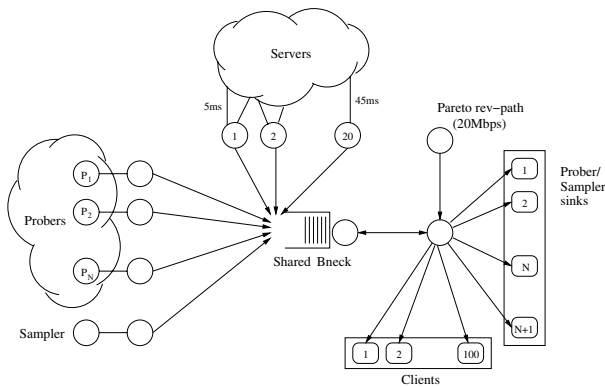 Servers
5ms
45ms
1
2
20
Pareto rev−path
(20Mbps)
Prober/
Sampler
sinks
1
2
N
N+1
Probers
P1
P2
PN
Shared Bneck
Sampler
1
2
100
Clients